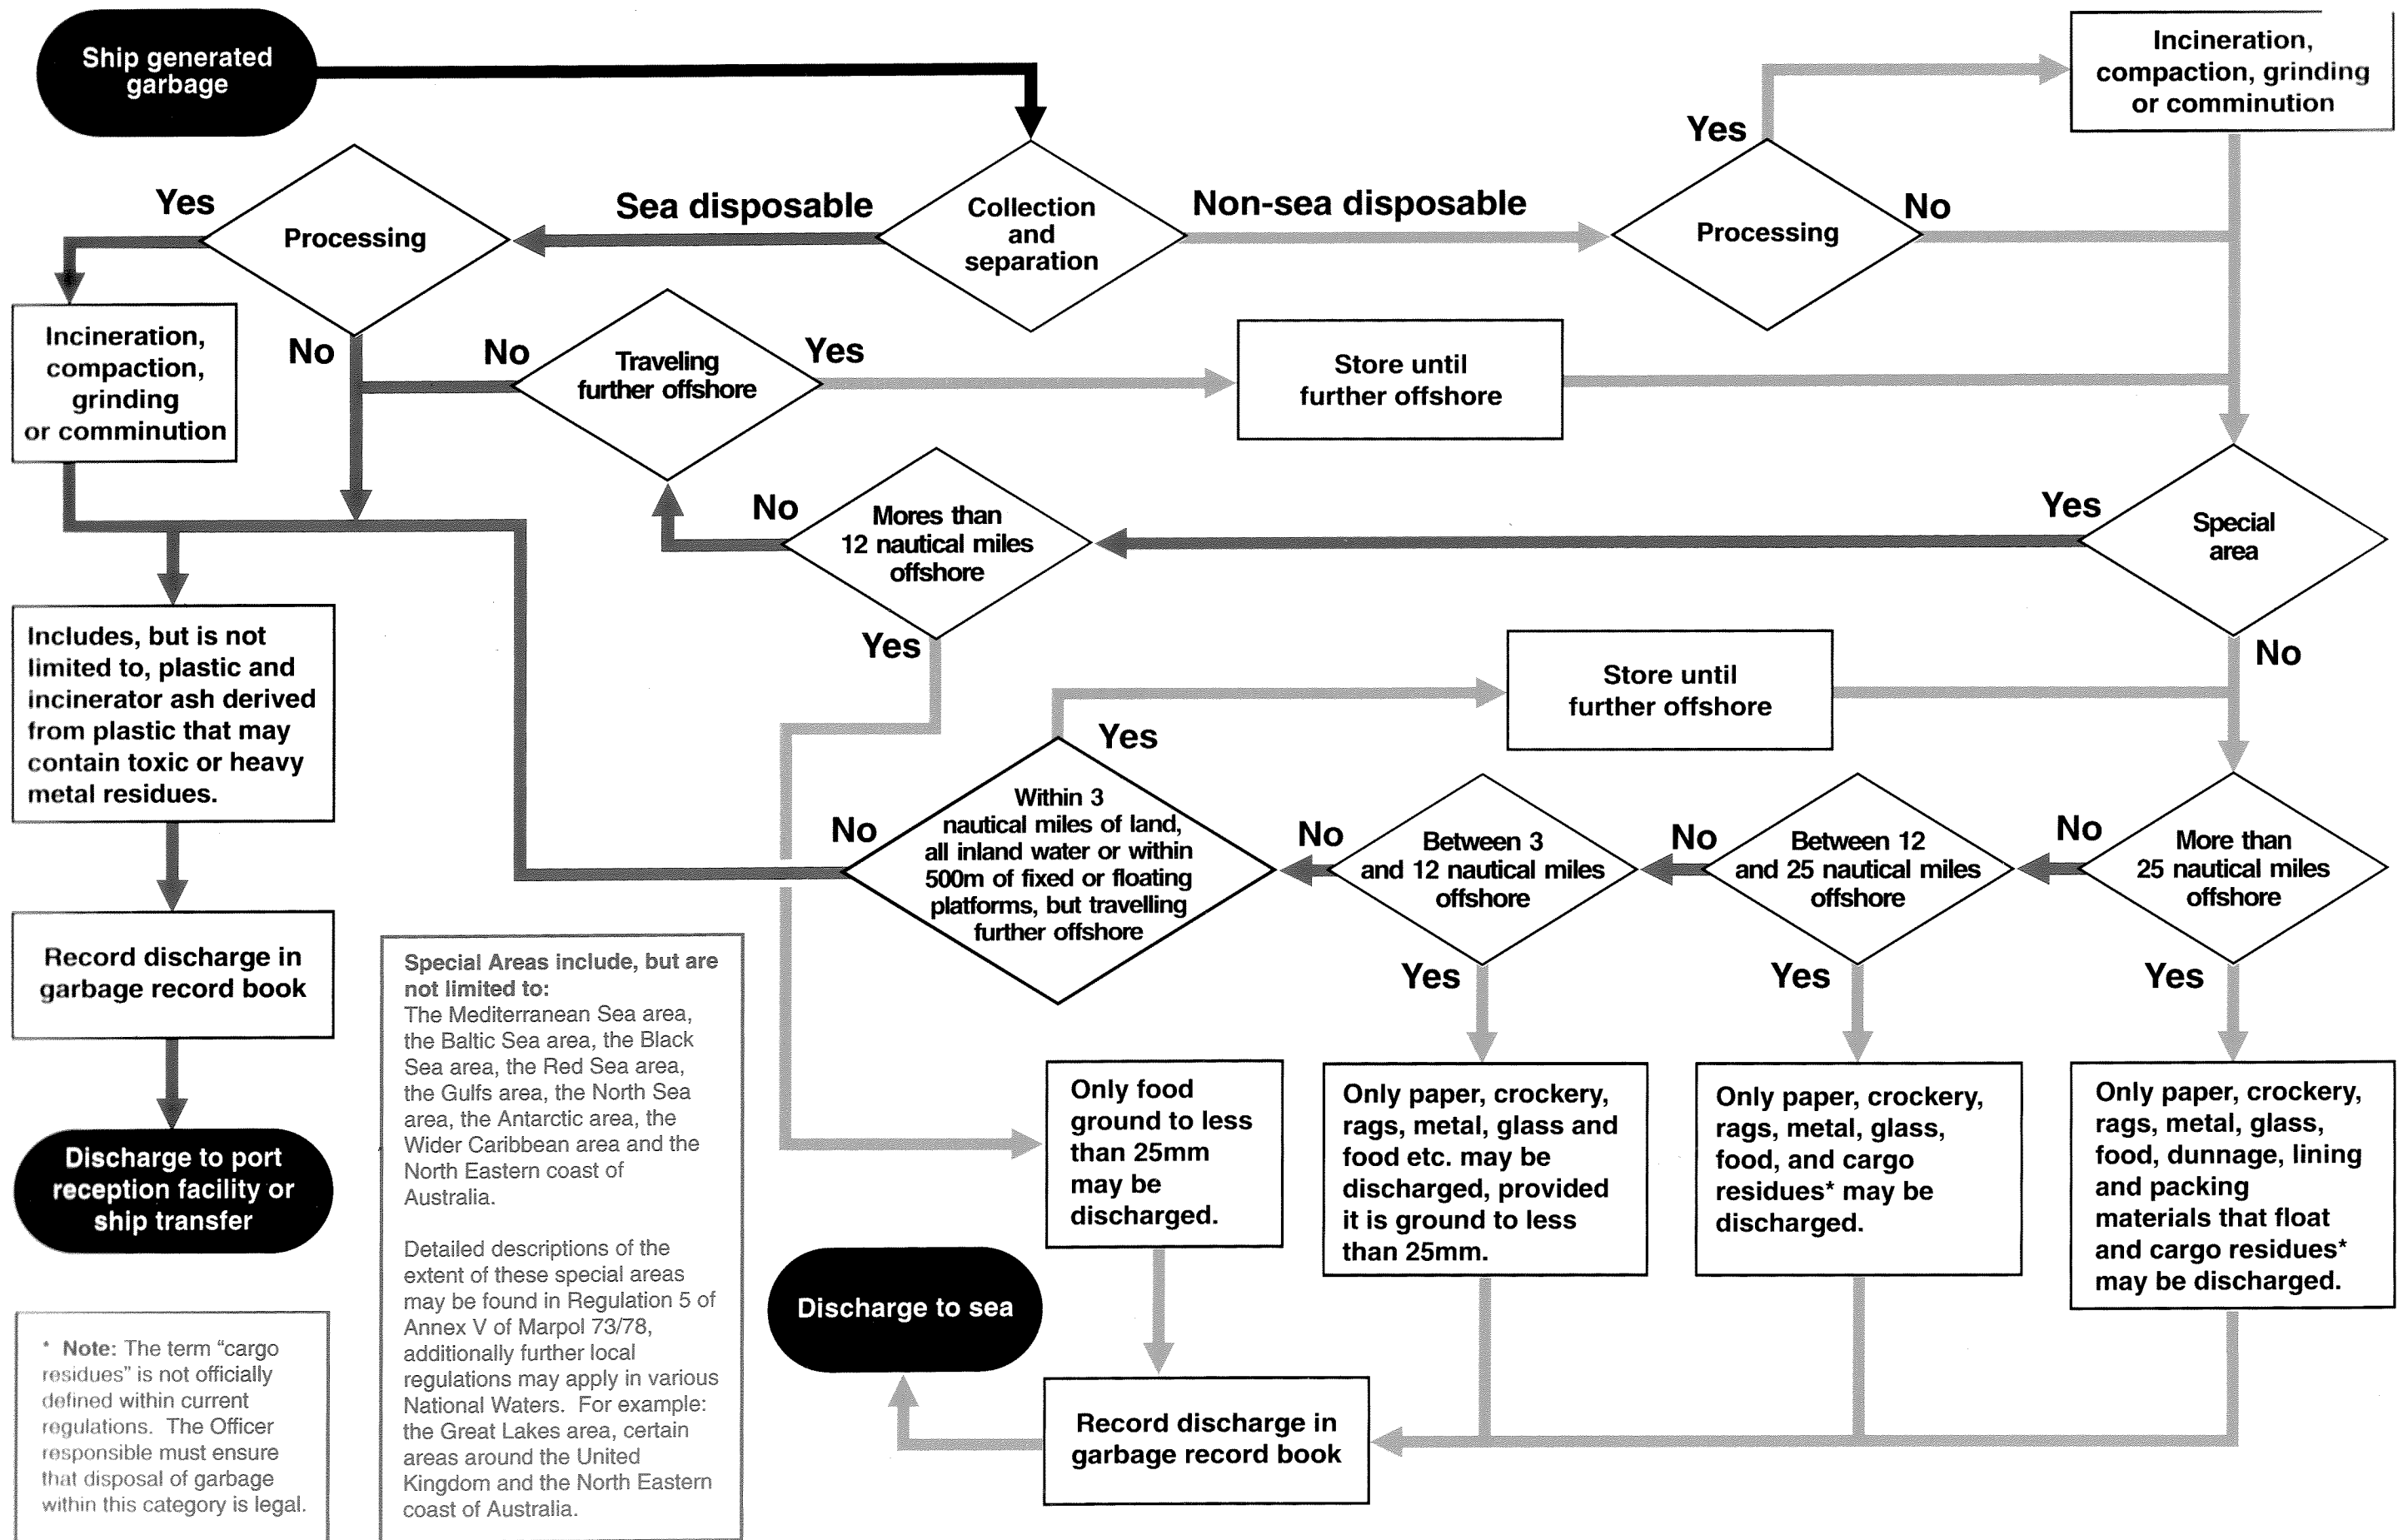 Ship generated
garbage
Incineration,
compaction, grinding
or comminution
Yes
Yes
Processing
Sea disposable
Collection
and
separation
Non-sea disposable
Processing
No
Incineration,
compaction,
grinding
or comminution
No
No
Traveling
further offshore
Yes
Store until
further offshore
No
Mores than
12 nautical miles
offshore
Yes
Yes
Special
area
No
Includes, but is not
limited to, plastic and
incinerator ash derived
from plastic that may
contain toxic or heavy
metal residues.
Store until
further offshore
Yes
No
Within 3
nautical miles of land,
all inland water or within
500m of fixed or floating
platforms, but travelling
further offshore
No
Between 3
and 12 nautical miles
offshore
No
Between 12
and 25 nautical miles
offshore
No
More than
25 nautical miles
offshore
Yes
Yes
Yes
Record discharge in
garbage record book
Discharge to port
reception facility or
ship transfer
Special Areas include, but are
not limited to:
The Mediterranean Sea area,
the Baltic Sea area, the Black
Sea area, the Red Sea area,
the Gulfs area, the North Sea
area, the Antarctic area, the
Wider Caribbean area and the
North Eastern coast of
Australia.
Detailed descriptions of the
extent of these special areas
may be found in Regulation 5 of
Annex V of Marpol 73/78,
additionally further local
regulations may apply in various
National Waters. For example:
the Great Lakes area, certain
areas around the United
Kingdom and the North Eastern
coast of Australia.
Only food
ground to less
than 25mm
may be
discharged.
Only paper, crockery,
rags, metal, glass and
food etc. may be
discharged, provided
it is ground to less
than 25mm.
Only paper, crockery,
rags, metal, glass,
food, and cargo
residues* may be
discharged.
Only paper, crockery,
rags, metal, glass,
food, dunnage, lining
and packing
materials that float
and cargo residues*
may be discharged.
Discharge to sea
Record discharge in
garbage record book
* Note: The term “cargo
residues” is not officially
defined within current
regulations. The Officer
responsible must ensure
that disposal of garbage
within this category is legal.